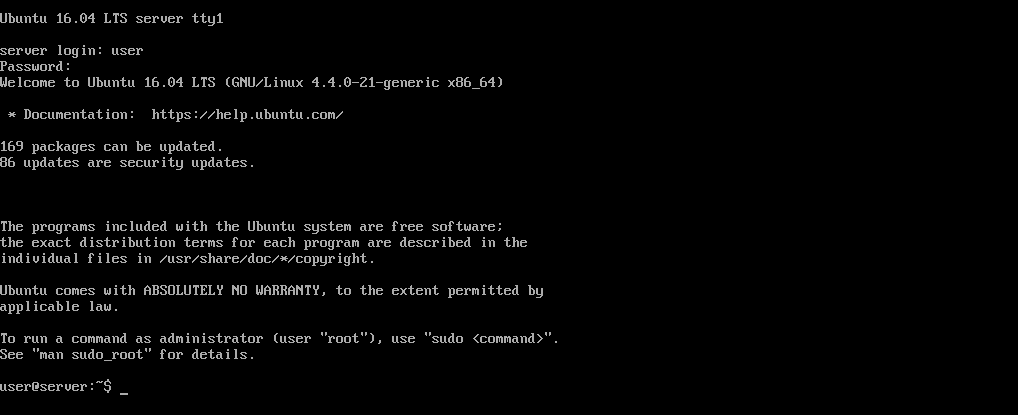 Ubuntu 16.04 LTS server tty1
server login: user
Password:
Welcome to Ubuntu 16.04 LTS (GNU/Linux 4.4.0-21-generic x86_64)
 * Documentation:  https://help.ubuntu.com/
169 packages can be updated.
86 updates are security updates.
The programs included with the Ubuntu system are free software;
the exact distribution terms for each program are described in the
individual files in /usr/share/doc/*/copyright.
Ubuntu comes with ABSOLUTELY NO WARRANTY, to the extent permitted by
applicable law.
To run a command as administrator (user "root"), use "sudo <command>".
See "man sudo_root" for details.
user@server:~$ _